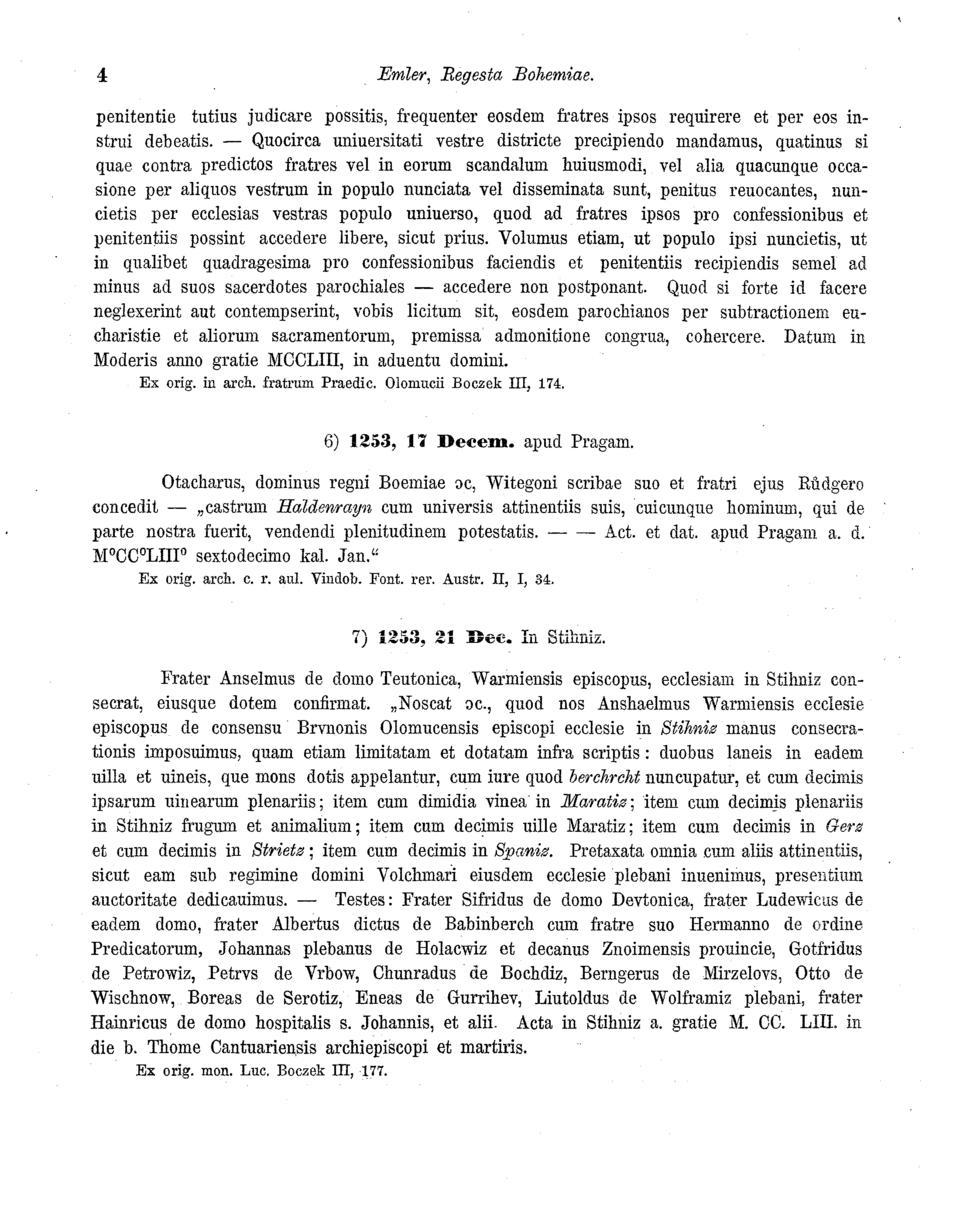 4
Emler, Regesta Bohemiae.
penitentie tutius judicare possitis, frequenter eosdem fratres ipsos requirere et per eos in-
strui debeatis. — Quocirca uniuersitati vestre districte precipiendo mandamus, quatinus si
quae contra predictos fratres vel in eorum scandalum huiusmodi, vel alia quacunque occa-
sione per aliquos vestrum in populo nunciata vel disseminata sunt, penitus reuocantes, nun-
cietis per ecclesias vestras populo uniuerso, quod ad fratres ipsos pro confessionibus et
penitentiis possint accedere libere, sicut prius. Volumus etiam, ut populo ipsi nuncietis, ut
in qualibet quadragesima pro confessionibus faciendis et penitentiis recipiendis semel ad
minus ad suos sacerdotes parochiales — accedere non postponant. Quod si forte id facere
neglexerint aut contempserint, vobis licitum sit, eosdem parochianos per subtractionem eu-
charistie et aliorum sacramentorum, premissa admonitione congrua, cohercere. Datum in
Moderis anno gratie MCCLIII, in aduentu domini.
Ex orig. in arch. fratrum Praedic. Olomucii Boczek III, 174.
6) 1253, 17 Decem. apud Pragam.
Otacharus, dominus regni Boemiae ɔc, Witegoni scribae suo et fratri ejus Růdgero
concedit — „castrum Haldenrayn cum universis attinentiis suis, cuicunque hominum, qui de
parte nostra fuerit, vendendi plenitudinem potestatis. — — Act. et dat. apud Pragam a. d.
M⁰CC⁰LIII⁰ sextodecimo kal. Jan.“
Ex orig. arch. c. r. aul. Vindob. Font. rer. Austr. II, I, 34.
7) 1253, 21 Dec. In Stihniz.
Frater Anselmus de domo Teutonica, Warmiensis episcopus, ecclesiam in Stihniz con-
secrat, eiusque dotem confirmat. „Noscat ɔc., quod nos Anshaelmus Warmiensis ecclesie
episcopus de consensu Brvnonis Olomucensis episcopi ecclesie in Stihniz manus consecra-
tionis imposuimus, quam etiam limitatam et dotatam infra scriptis : duobus laneis in eadem
uilla et uineis, que mons dotis appelantur, cum iure quod berchrcht nuncupatur, et cum decimis
ipsarum uinearum plenariis; item cum dimidia vinea in Maratiz; item cum decimis plenariis
in Stihniz frugum et animalium; item cum decimis uille Maratiz; item cum decimis in Gerz
et cum decimis in Strietz; item cum decimis in Spaniz. Pretaxata omnia cum aliis attinentiis,
sicut eam sub regimine domini Volchmari eiusdem ecclesie plebani inuenimus, presentium
auctoritate dedicauimus. — Testes: Frater Sifridus de domo Devtonica, frater Ludewicus de
eadem domo, frater Albertus dictus de Babinberch cum fratre suo Hermanno de ordine
Predicatorum, Johannas plebanus de Holacwiz et decanus Znoimensis prouincie, Gotfridus
de Petrowiz, Petrvs de Vrbow, Chunradus de Bochdiz, Berngerus de Mirzelovs, Otto de
Wischnow, Boreas de Serotiz, Eneas de Gurrihev, Liutoldus de Wolframiz plebani, frater
Hainricus de domo hospitalis s. Johannis, et alii. Acta in Stihniz a. gratie M. CC. LIII. in
die b. Thome Cantuariensis archiepiscopi et martiris.
Ex orig. mon. Luc. Boczek III, 177.